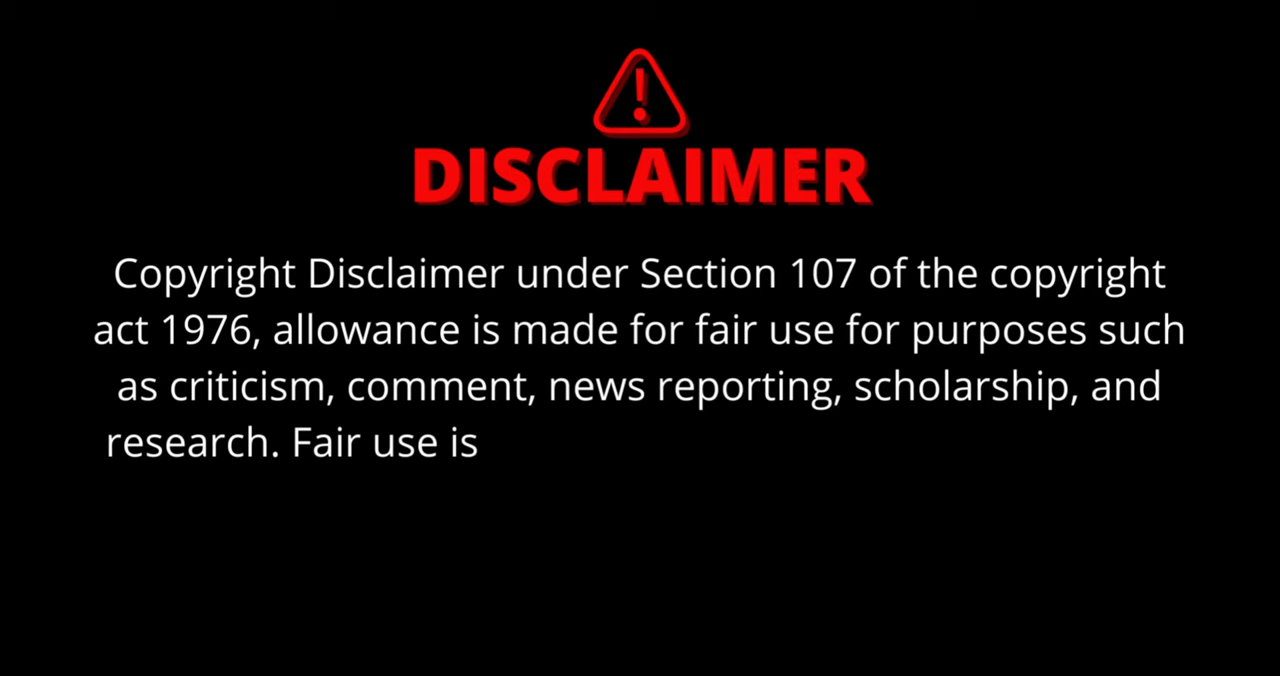 DISCLAIMER
Copyright Disclaimer under Section 107 of the copyright
act 1976, allowance is made for fair use for purposes such
as criticism, comment, news reporting, scholarship, and
research. Fair use is